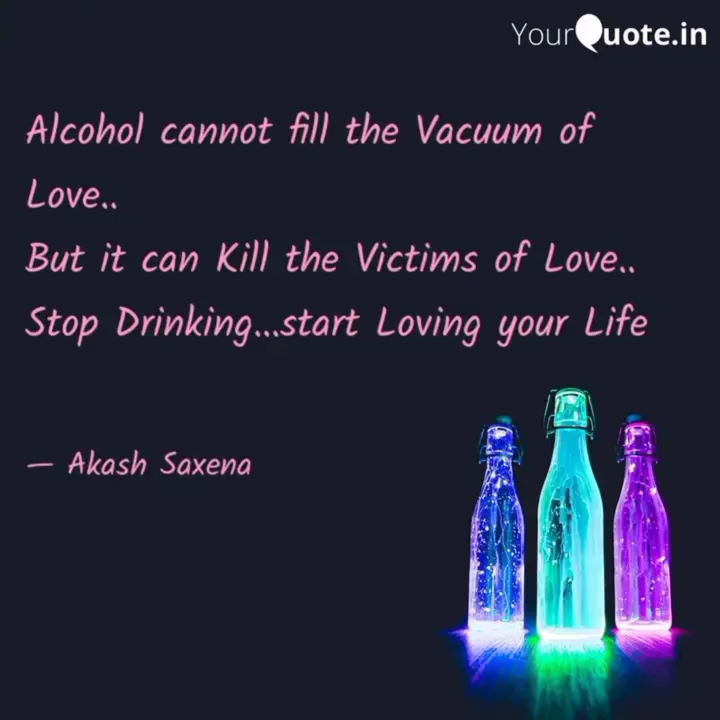 YourQuote.in
Alcohol cannot fill the Vacuum of
Love..
But it can Kill the Victims of Love..
Stop Drinking...start Loving your Life
— Akash Saxena